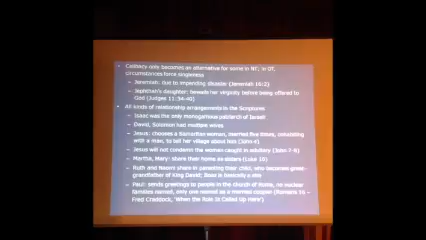 - Celibacy only becomes an alternative for some in NT; in OT, circumstances force singleness
- Jeremiah: due to impending disaster (Jeremiah 16:2)
- Jephthah's daughter: bewails her virginity before being offered to God (Judges 11:34-40)
- All kinds of relationship arrangements in the Scriptures
- Isaac was the only monogamous patriarch of Israel!
- David, Solomon had multiple wives
- Jesus: chooses a Samaritan woman, married five times, cohabiting with a man, to tell her village about him (John 4)
- Jesus will not condemn the woman caught in adultery (John 7-8)
- Martha, Mary: share their home as sisters (Luke 10)
- Ruth and Naomi share in parenting their child, who becomes great-grandfather of King David; Boaz is basically a
- Paul: sends greetings to people in the church of Rome, no nuclear families named, only one named as a married couple (Romans 16 –
Fred Craddock, 'When the Roll Is Called Up Here')